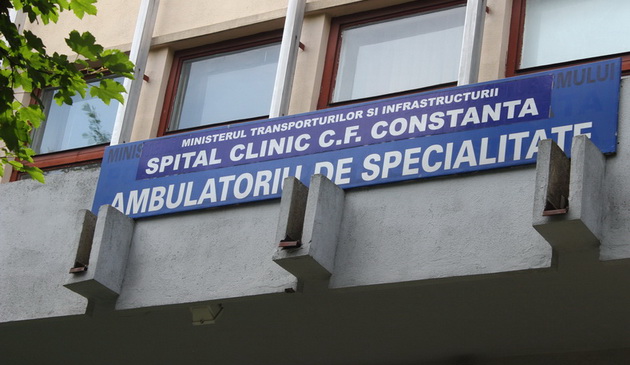 MINISTERUL TRANSPORTURILOR SI INFRASTRUCTURII
SPITAL CLINIC C.F. CONSTANTA
AMBULATORIU DE SPECIALITATE